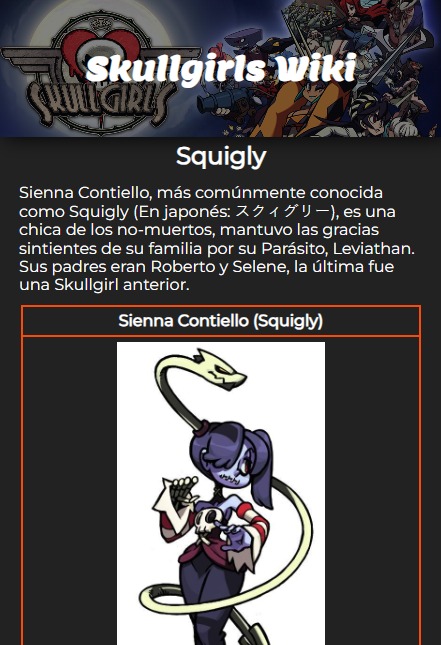 SKULLGIRLS
Skullgirls Wiki
Squigly
Sienna Contiello, más comúnmente conocida
como Squigly (En japonés: スクィグリー), es una
chica de los no-muertos, mantuvo las gracias
sintientes de su familia por su Parásito, Leviathan.
Sus padres eran Roberto y Selene, la última fue
una Skullgirl anterior.
Sienna Contiello (Squigly)